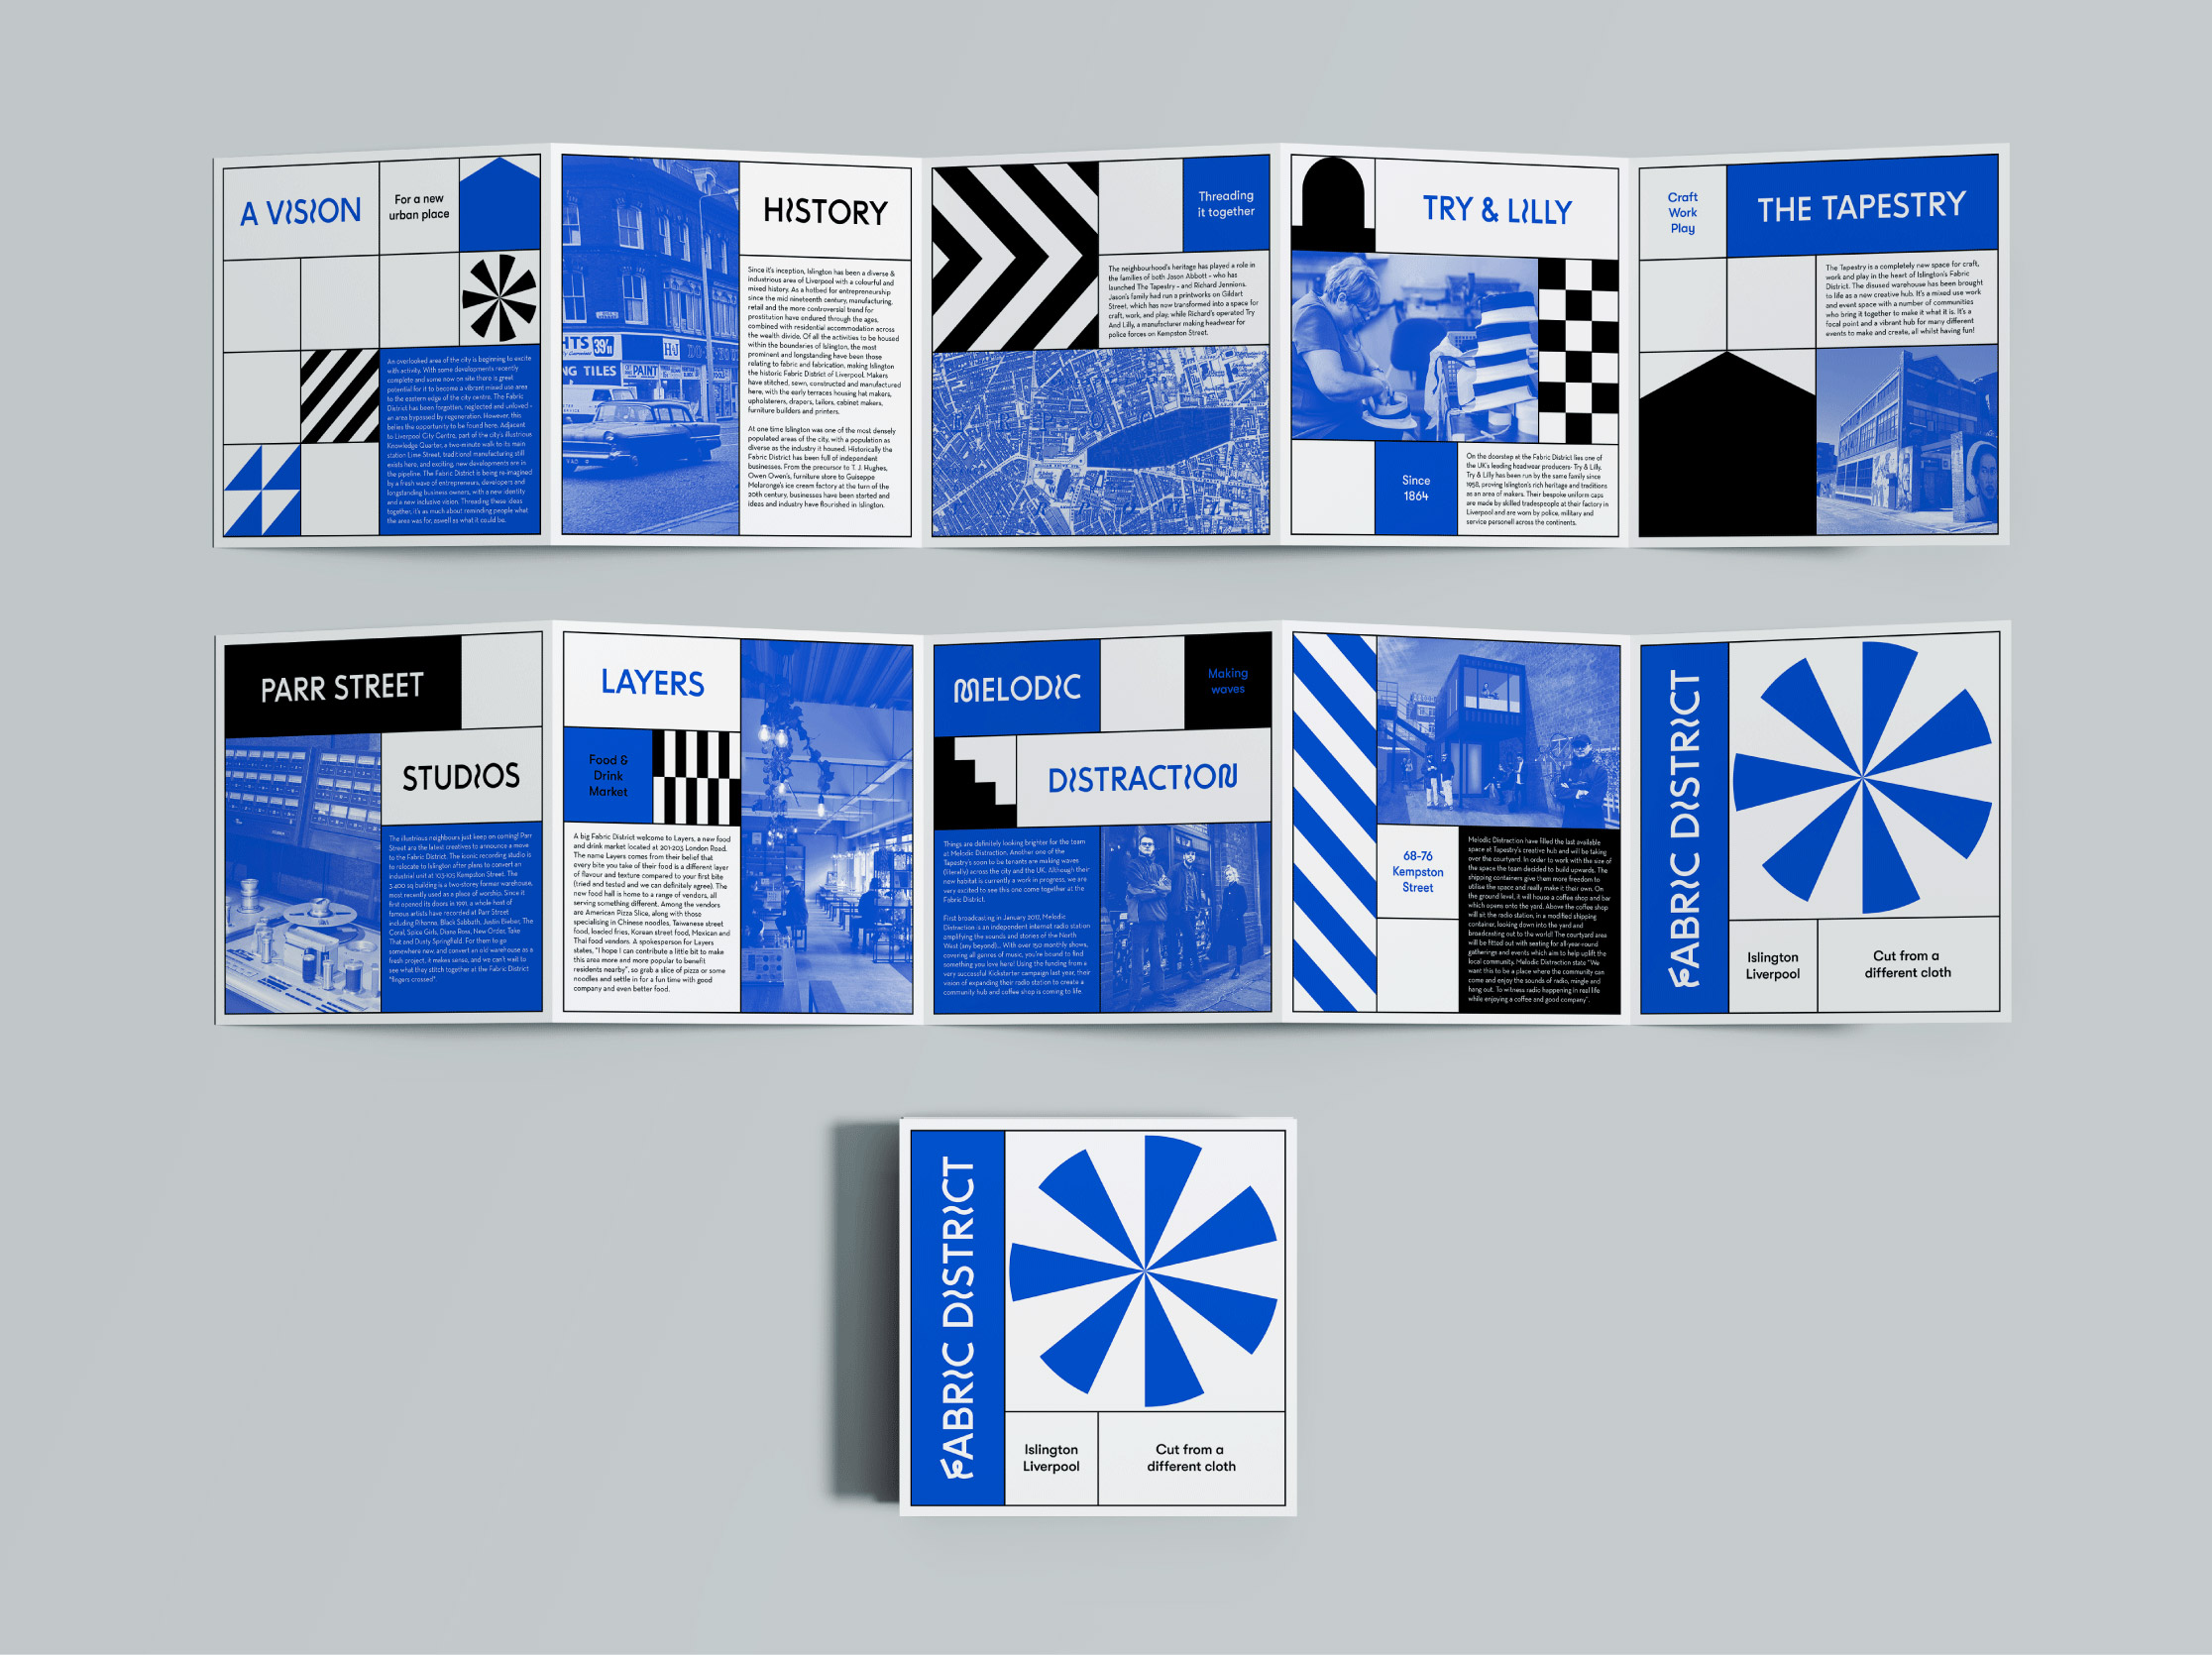 A VISION
For a new
urban place
An overlooked area of the city is beginning to excite
with activity. With some developments recently
complete and some now on site there is great
potential for it to become a vibrant mixed use area
to the eastern edge of the city centre. The Fabric
District has been forgotten, neglected and unloved -
an area bypassed by regeneration. However, this
belies the opportunity to be found here. Adjacent
to Liverpool City Centre, part of the city's illustrious
Knowledge Quarter, a two-minute walk to its main
station Lime Street, traditional manufacturing still
exists here, and exciting, new developments are in
the pipeline. The Fabric District is being re-imagined
by a fresh wave of entrepreneurs, developers and
longstanding business owners, with a new identity
and a new inclusive vision. Threading these ideas
together, it's as much about reminding people what
the area was for, aswell as what it could be.
HTS 39/11
H&J
NG TILES
PAINT
HISTORY
Since it's inception, Islington has been a diverse &
industrious area of Liverpool with a colourful and
mixed history. As a hotbed for entrepreneurship
since the mid nineteenth century, manufacturing,
retail and the more controversial trend for
prostitution have endured through the ages,
combined with residential accommodation across
the wealth divide. Of all the activities to be housed
within the boundaries of Islington, the most
prominent and longstanding have been those
relating to fabric and fabrication, making Islington
the historic Fabric District of Liverpool. Makers
have stitched, sewn, constructed and manufactured
here, with the early terraces housing hat makers,
upholsterers, drapers, tailors, cabinet makers,
furniture builders and printers.
At one time Islington was one of the most densely
populated areas of the city, with a population as
diverse as the industry it housed. Historically the
Fabric District has been full of independent
businesses. From the precursor to T. J. Hughes,
Owen Owen's, furniture store to Guiseppe
Melarange's ice cream factory at the turn of the
20th century, businesses have been started and
ideas and industry have flourished in Islington.
Threading
it together
The neighbourhood's heritage has played a role in
the families of both Jason Abbott - who has
launched The Tapestry - and Richard Jennions.
Jason's family had run a printworks on Gildart
Street, which has now transformed into a space for
craft, work, and play, while Richard's operated Try
And Lilly, a manufacturer making headwear for
police forces on Kempston Street.
TRY & LILLY
Since
1864
On the doorstep at the Fabric District lies one of
the UK's leading headwear producers- Try & Lilly.
Try & Lilly has been run by the same family since
1958, proving Islington's rich heritage and traditions
as an area of makers. Their bespoke uniform caps
are made by skilled tradespeople at their factory in
Liverpool and are worn by police, military and
service personell across the continents.
Craft
Work
Play
THE TAPESTRY
The Tapestry is a completely new space for craft,
work and play in the heart of Islington's Fabric
District. The disused warehouse has been brought
to life as a new creative hub. It's a mixed use work
and event space with a number of communities
who bring it together to make it what it is. It's a
focal point and a vibrant hub for many different
events to make and create, all whilst having fun!
PARR STREET
STUDIOS
The illustrious neighbours just keep on coming! Parr
Street are the latest creatives to announce a move
to the Fabric District. The iconic recording studio is
to relocate to Islington after plans to convert an
industrial unit at 103-105 Kempston Street. The
3,400 sq building is a two-storey former warehouse,
most recently used as a place of worship. Since it
first opened its doors in 1991, a whole host of
famous artists have recorded at Parr Street
including Rihanna, Black Sabbath, Justin Bieber, The
Coral, Spice Girls, Diana Ross, New Order, Take
That and Dusty Springfield. For them to go
somewhere new, and convert an old warehouse as a
fresh project, it makes sense, and we can't wait to
see what they stitch together at the Fabric District
*fingers crossed*.
LAYERS
Food &
Drink
Market
A big Fabric District welcome to Layers, a new food
and drink market located at 201-203 London Road.
The name Layers comes from their belief that
every bite you take of their food is a different layer
of flavour and texture compared to your first bite
(tried and tested and we can definitely agree). The
new food hall is home to a range of vendors, all
serving something different. Among the vendors
are American Pizza Slice, along with those
specialising in Chinese noodles, Taiwanese street
food, loaded fries, Korean street food, Mexican and
Thai food vendors. A spokesperson for Layers
states, "I hope I can contribute a little bit to make
this area more and more popular to benefit
residents nearby", so grab a slice of pizza or some
noodles and settle in for a fun time with good
company and even better food.
MELODIC
Making
waves
DISTRACTION
Things are definitely looking brighter for the team
at Melodic Distraction. Another one of the
Tapestry's soon to be tenants are making waves
(literally) across the city and the UK. Although their
new habitat is currently a work in progress, we are
very excited to see this one come together at the
Fabric District.
First broadcasting in January 2017, Melodic
Distraction is an independent internet radio station
amplifying the sounds and stories of the North
West (any beyond)... With over 150 monthly shows,
covering all genres of music, you're bound to find
something you love here! Using the funding from a
very successful Kickstarter campaign last year, their
vision of expanding their radio station to create a
community hub and coffee shop is coming to life.
68-76
Kempston
Street
Melodic Distraction have filled the last available
space at Tapestry's creative hub and will be taking
over the courtyard. In order to work with the size of
the space the team decided to build upwards. The
shipping containers give them more freedom to
utilise the space and really make it their own. On
the ground level, it will house a coffee shop and bar
which opens onto the yard. Above the coffee shop
will sit the radio station, in a modified shipping
container, looking down into the yard and
broadcasting out to the world! The courtyard area
will be fitted out with seating for all-year-round
gatherings and events which aim to help uplift the
local community. Melodic Distraction state "We
want this to be a place where the community can
come and enjoy the sounds of radio, mingle and
hang out. To witness radio happening in real life
while enjoying a coffee and good company".
FABRIC DISTRICT
Islington
Liverpool
Cut from a
different cloth
FABRIC DISTRICT
Islington
Liverpool
Cut from a
different cloth